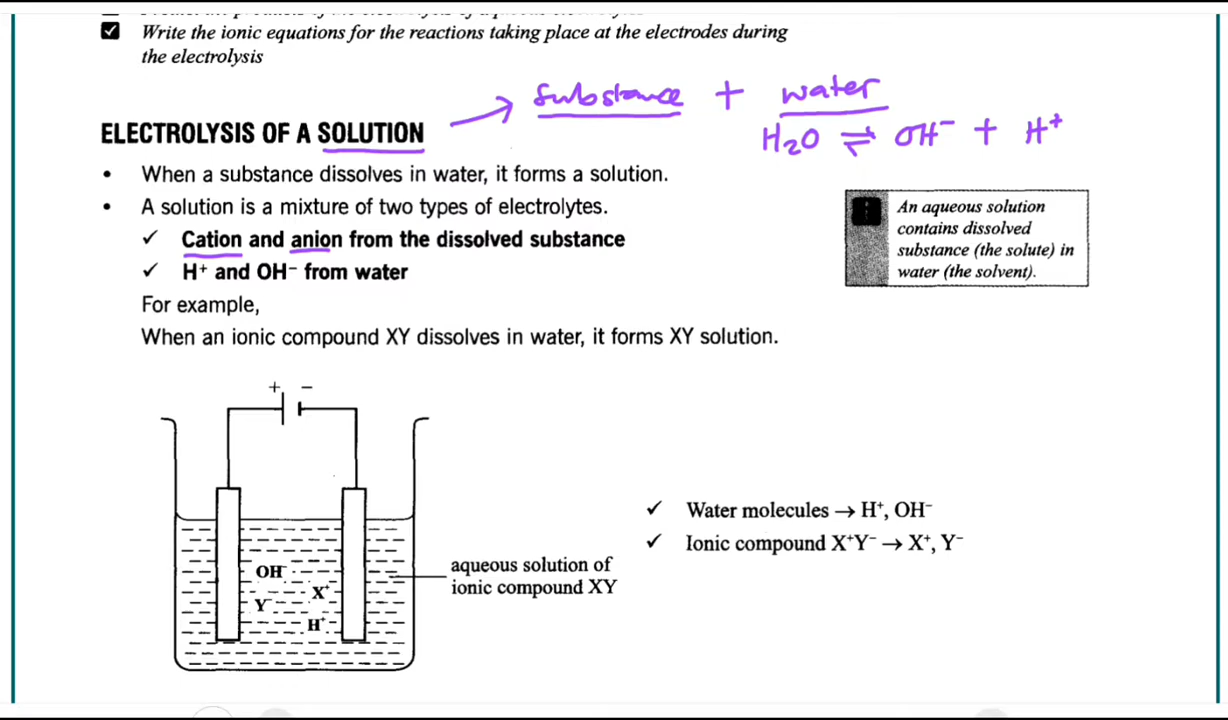 Write the ionic equations for the reactions taking place at the electrodes during
the electrolysis
substance + water
H₂O ⇌ OH⁻ + H⁺
ELECTROLYSIS OF A SOLUTION
• When a substance dissolves in water, it forms a solution.
• A solution is a mixture of two types of electrolytes.
✓ Cation and anion from the dissolved substance
✓ H⁺ and OH⁻ from water
For example,
When an ionic compound XY dissolves in water, it forms XY solution.
An aqueous solution
contains dissolved
substance (the solute) in
water (the solvent).
+ −
OH⁻
X⁺
Y⁻
H⁺
aqueous solution of
ionic compound XY
✓ Water molecules → H⁺, OH⁻
✓ Ionic compound X⁺Y⁻ → X⁺, Y⁻